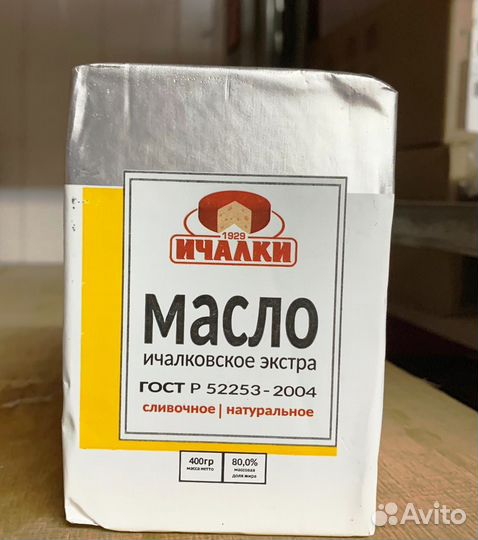 1929
ИЧАЛКИ
МАСЛО
ИЧАЛКОВСКОЕ ЭКСТРА
ГОСТ Р 52253-2004
СЛИВОЧНОЕ | НАТУРАЛЬНОЕ
400гр
масса нетто
80,0%
массовая
доля жира
Avito